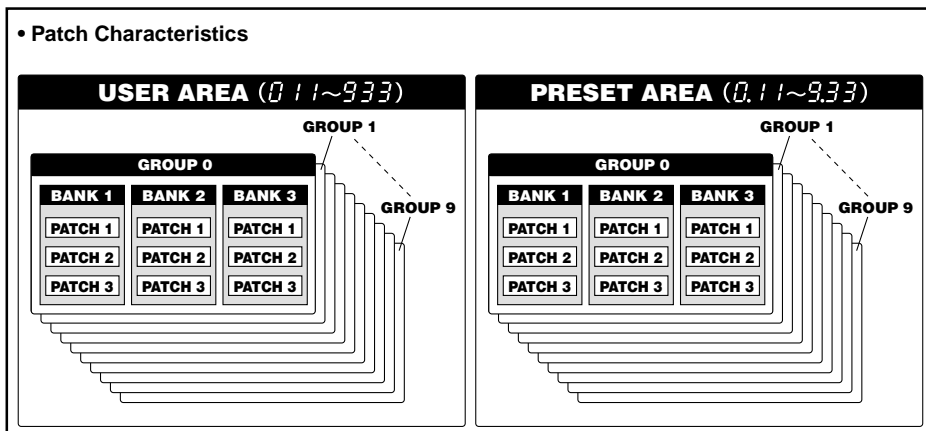 • Patch Characteristics
USER AREA (011~933)
GROUP 1
GROUP 0
BANK 1 BANK 2 BANK 3
GROUP 9
PATCH 1 PATCH 1 PATCH 1
PATCH 2 PATCH 2 PATCH 2
PATCH 3 PATCH 3 PATCH 3
PRESET AREA (0.11~9.33)
GROUP 1
GROUP 0
BANK 1 BANK 2 BANK 3
GROUP 9
PATCH 1 PATCH 1 PATCH 1
PATCH 2 PATCH 2 PATCH 2
PATCH 3 PATCH 3 PATCH 3